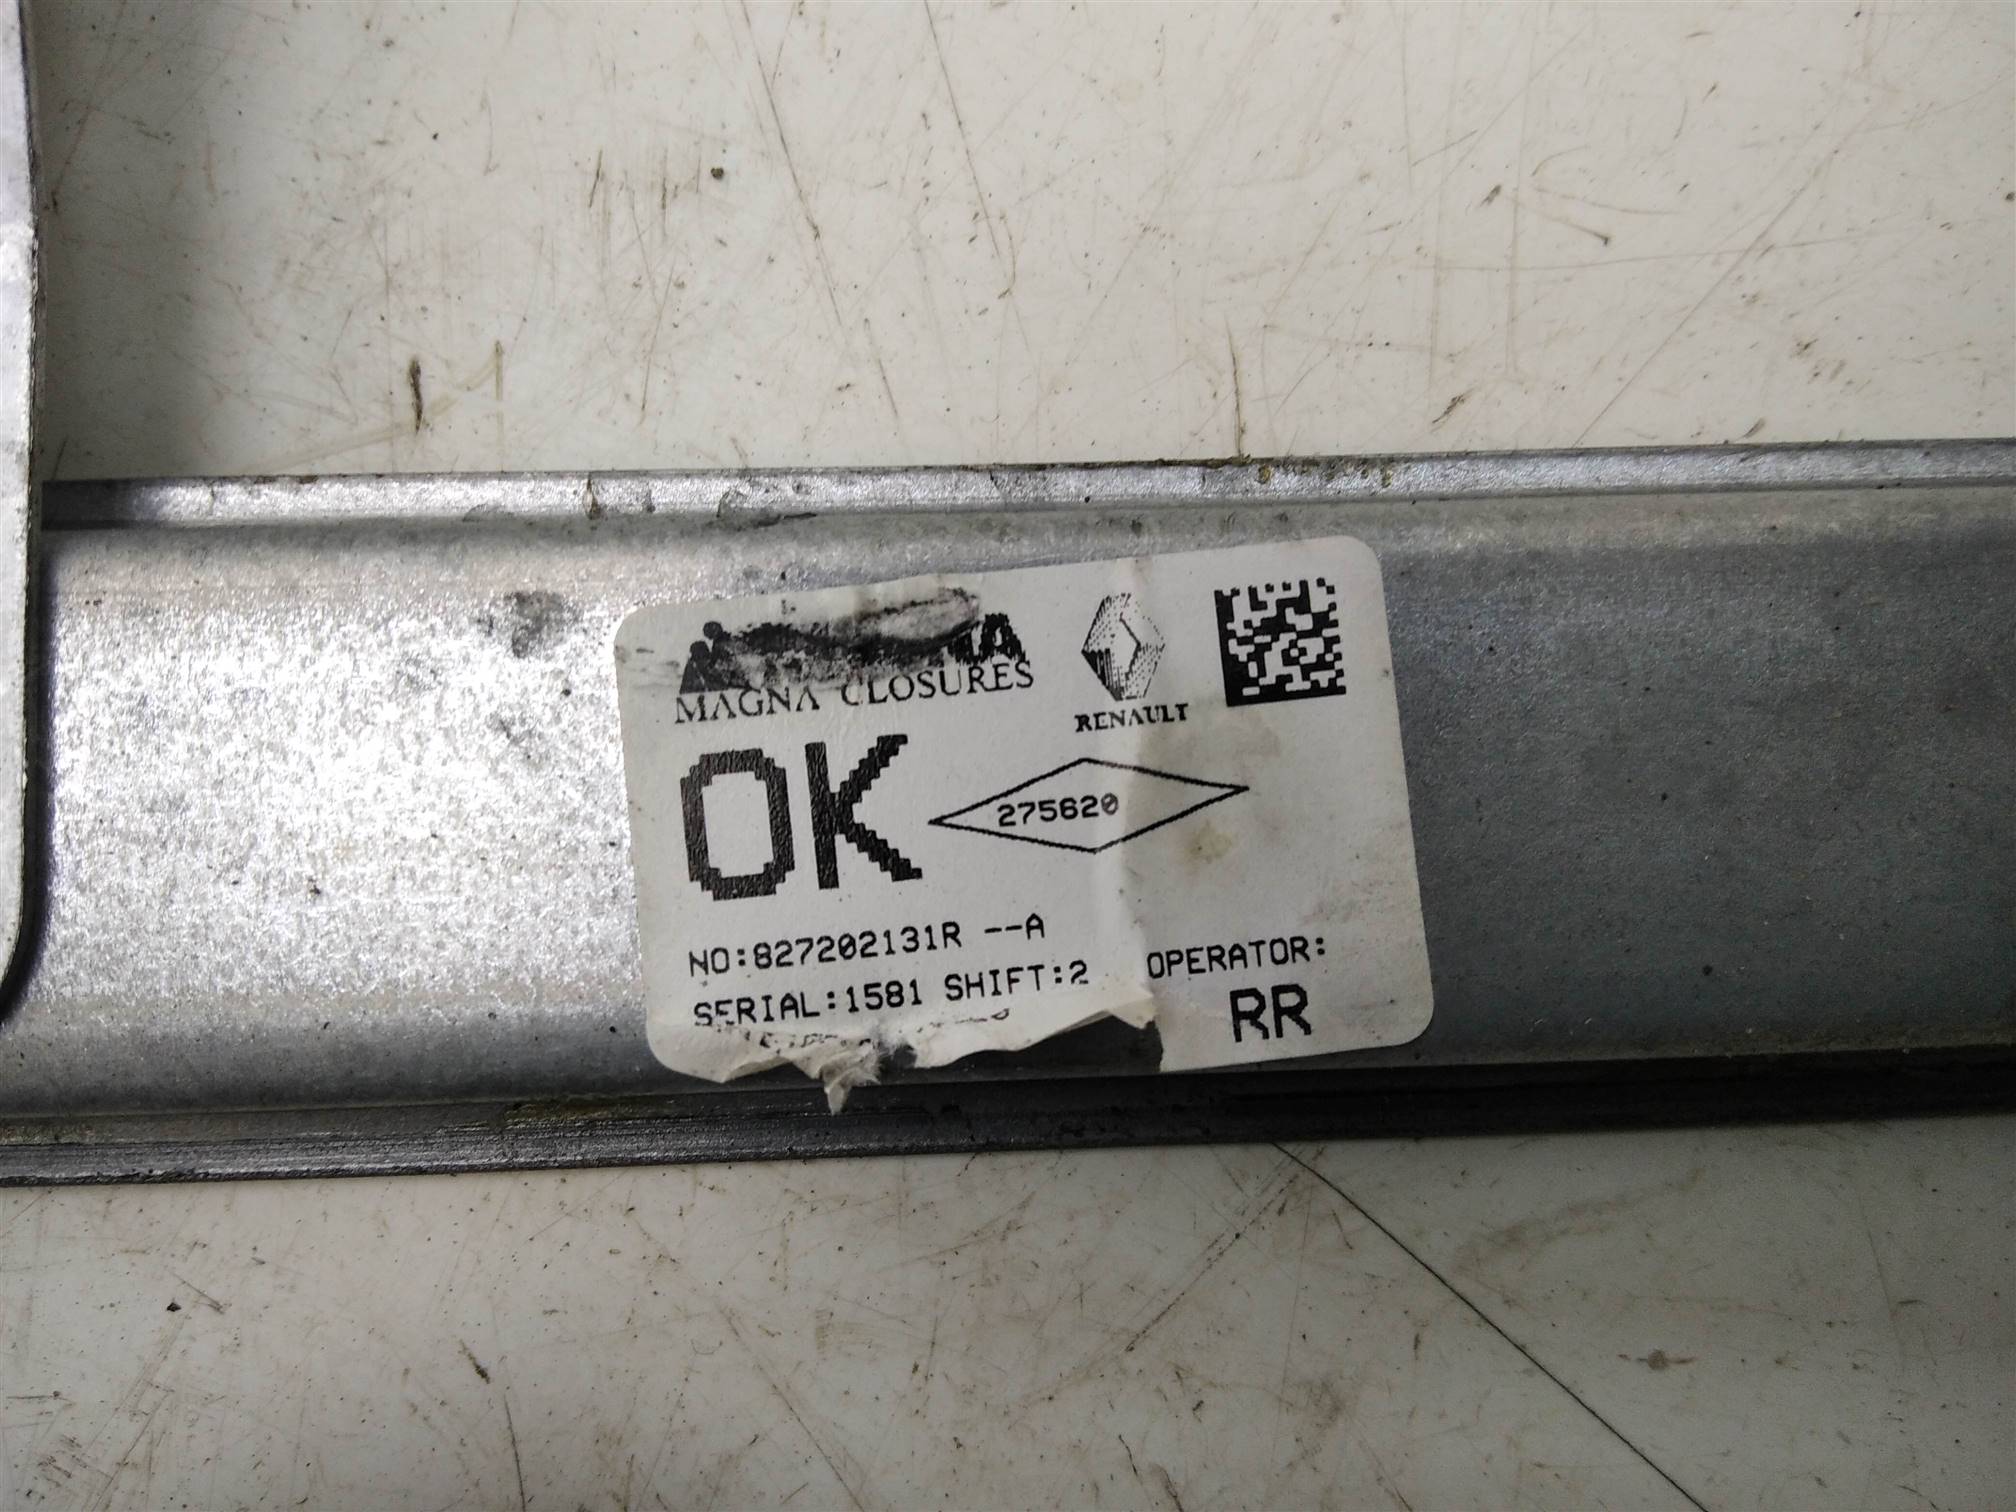 MAGNA CLOSURES
RENAULT
OK
275620
NO:827202131R --A
SERIAL:1581 SHIFT:2
OPERATOR:
RR